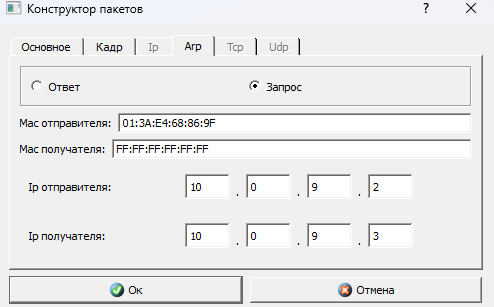 Конструктор пакетов ? ×
Основное Кадр Ip Arp Tcp Udp
Ответ Запрос
Mac отправителя: 01:3A:E4:68:86:9F
Mac получателя: FF:FF:FF:FF:FF:FF
Ip отправителя: 10 . 0 . 9 . 2
Ip получателя: 10 . 0 . 9 . 3
Ок Отмена